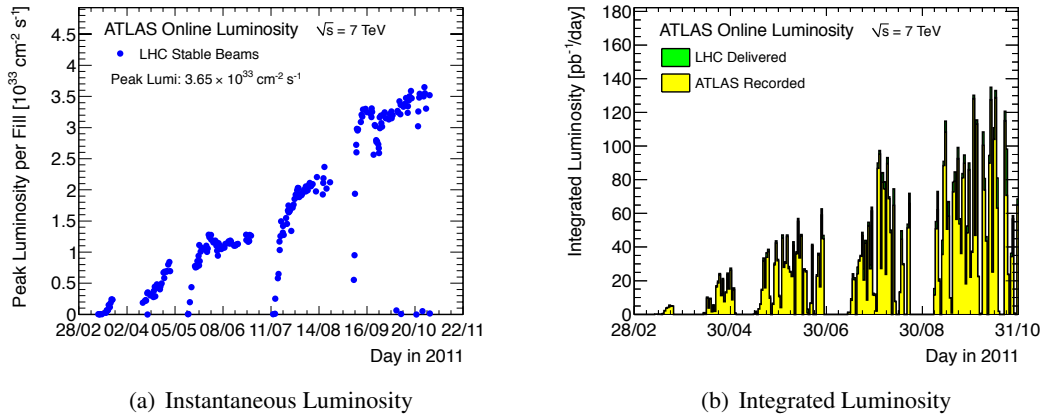 ATLAS Online Luminosity √s = 7 TeV
LHC Stable Beams
Peak Lumi: 3.65 × 10³³ cm⁻² s⁻¹
Peak Luminosity per Fill [10³³ cm⁻² s⁻¹]
4.5
4
3.5
3
2.5
2
1.5
1
0.5
0
28/02 02/04 05/05 08/06 11/07 14/08 16/09 20/10 22/11
Day in 2011
(a) Instantaneous Luminosity
ATLAS Online Luminosity √s = 7 TeV
LHC Delivered
ATLAS Recorded
Integrated Luminosity [pb⁻¹/day]
180
160
140
120
100
80
60
40
20
0
28/02 30/04 30/06 30/08 31/10
Day in 2011
(b) Integrated Luminosity